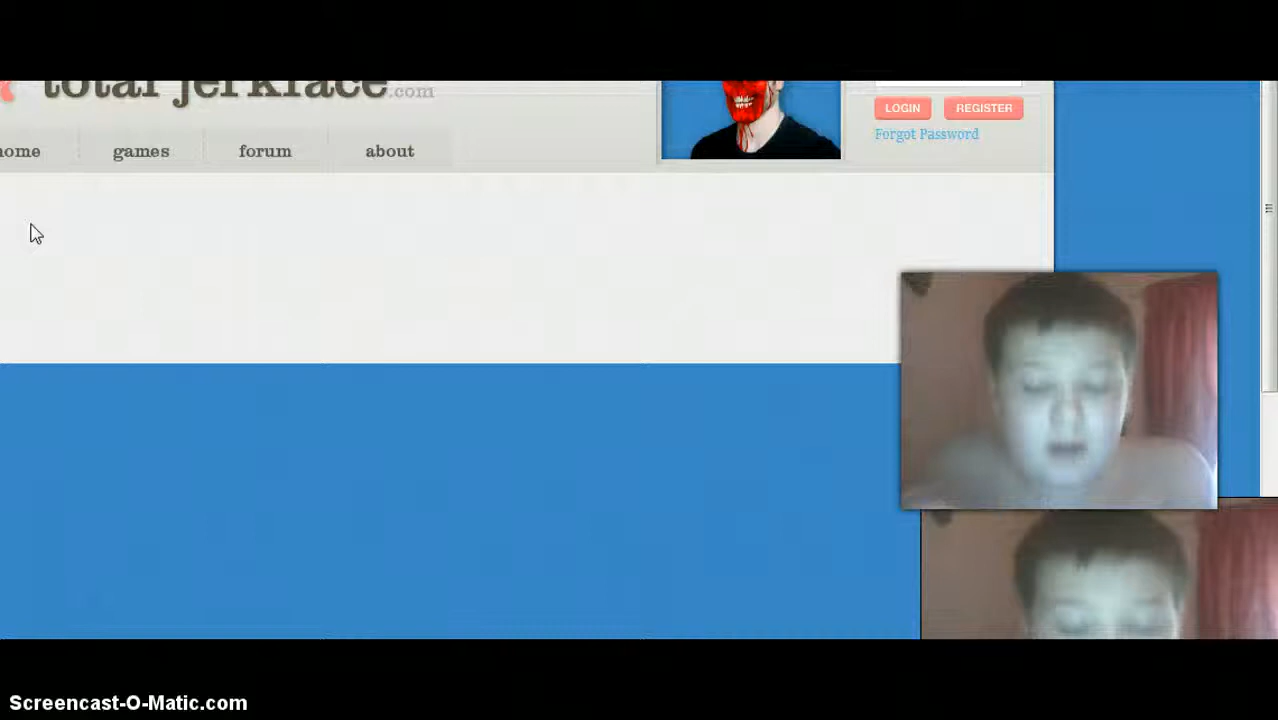 total jerkface.com
LOGIN REGISTER
Forgot Password
home games forum about
Screencast-O-Matic.com